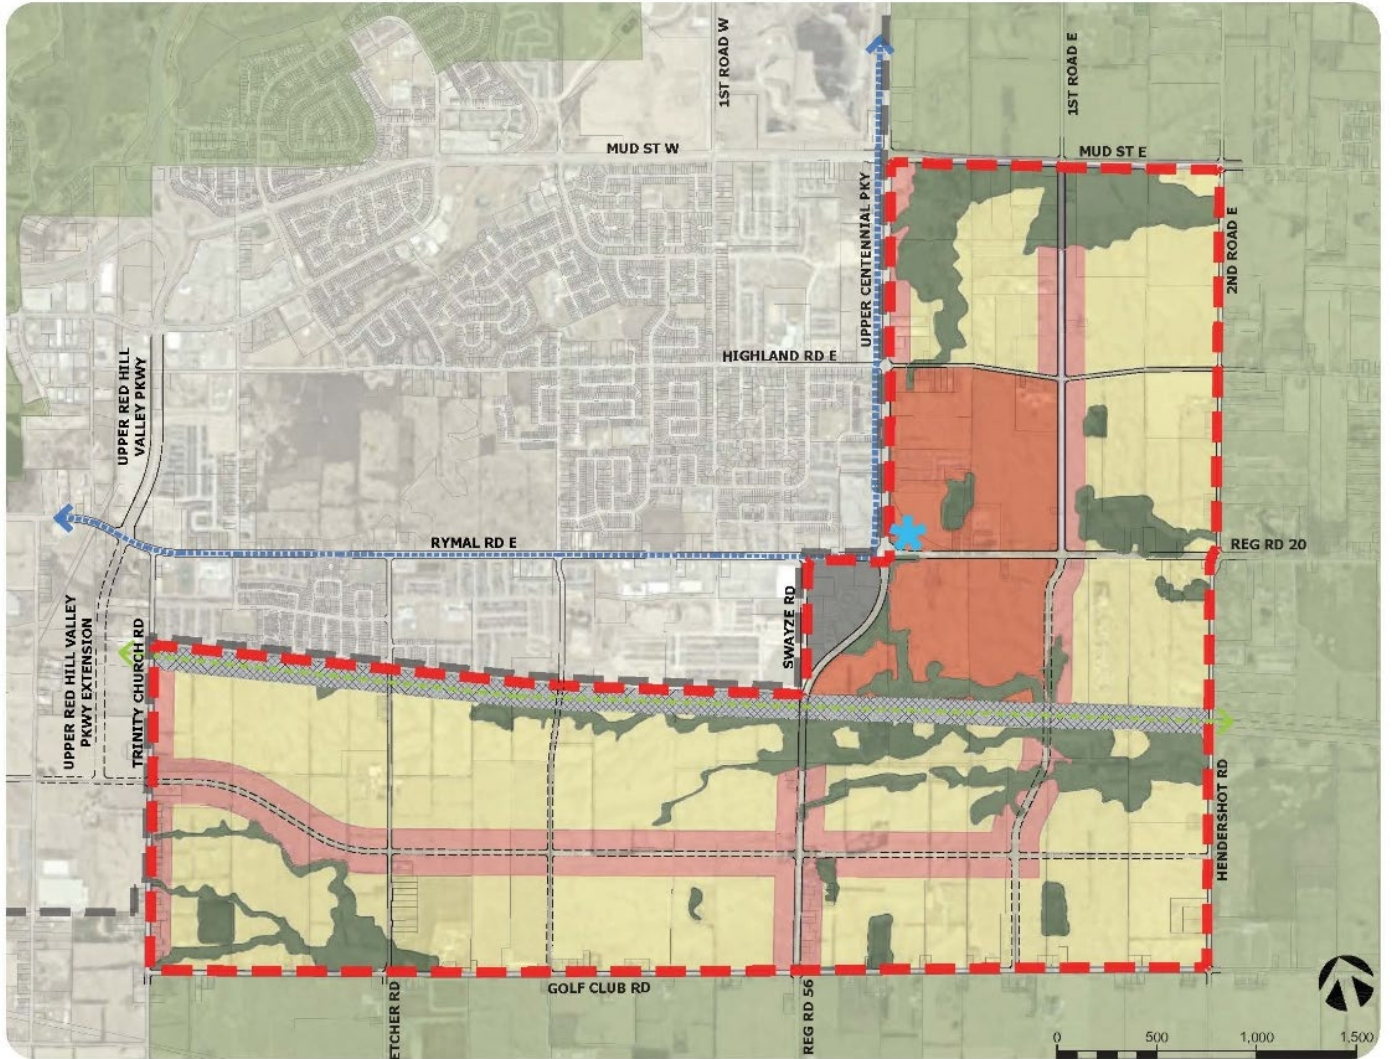 1ST ROAD W
1ST ROAD E
MUD ST W
MUD ST E
UPPER CENTENNIAL PKY
2ND ROAD E
HIGHLAND RD E
UPPER RED HILL
VALLEY PKWY
RYMAL RD E
REG RD 20
SWAYZE RD
UPPER RED HILL VALLEY
PKWY EXTENSION
TRINITY CHURCH RD
HENDERSHOT RD
GOLF CLUB RD
ETCHER RD
REG RD 56
0 500 1,000 1,500